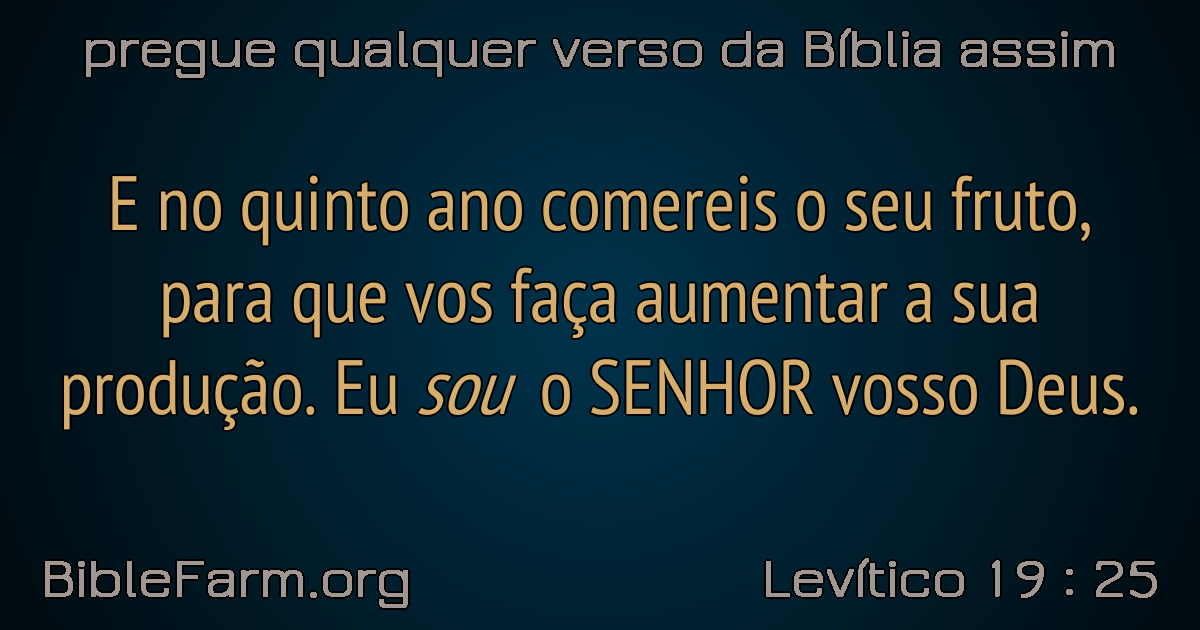 pregue qualquer verso da Bíblia assim
E no quinto ano comereis o seu fruto,
para que vos faça aumentar a sua
produção. Eu sou o SENHOR vosso Deus.
BibleFarm.org
Levítico 19 : 25